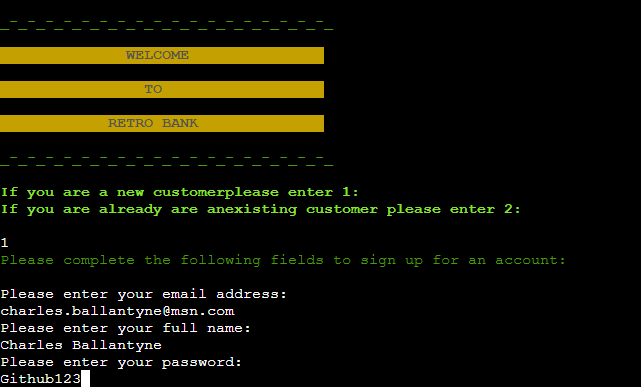 _-_-_-_-_-_-_-_-_-_-_-_-_-_-_-_-_-_-_
WELCOME
TO
RETRO BANK
_-_-_-_-_-_-_-_-_-_-_-_-_-_-_-_-_-_-_
If you are a new customerplease enter 1:
If you are already are anexisting customer please enter 2:
1
Please complete the following fields to sign up for an account:
Please enter your email address:
charles.ballantyne@msn.com
Please enter your full name:
Charles Ballantyne
Please enter your password:
Github123